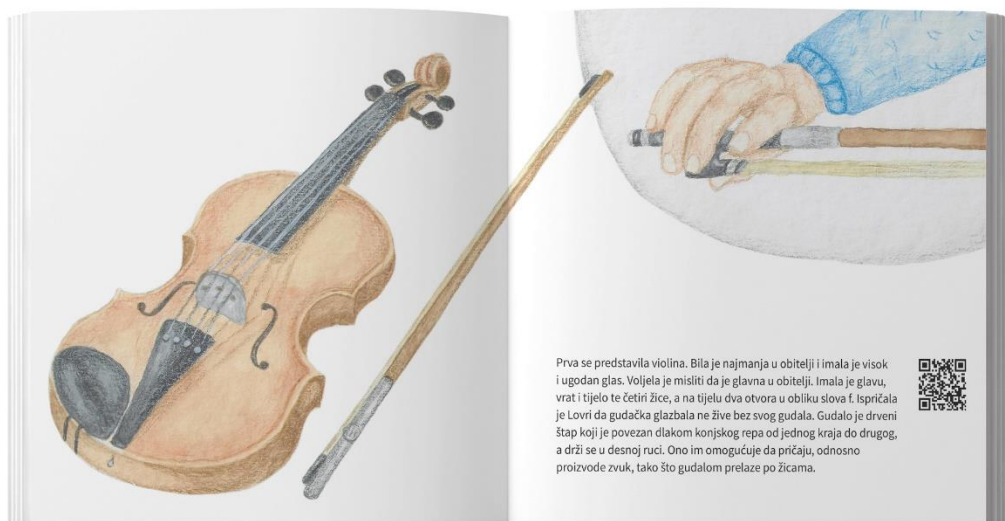 Prva se predstavila violina. Bila je najmanja u obitelji i imala je visok
i ugodan glas. Voljela je misliti da je glavna u obitelji. Imala je glavu,
vrat i tijelo te četiri žice, a na tijelu dva otvora u obliku slova f. Ispričala
je Lovri da gudačka glazbala ne žive bez svog gudala. Gudalo je drveni
štap koji je povezan dlakom konjskog repa od jednog kraja do drugog,
a drži se u desnoj ruci. Ono im omogućuje da pričaju, odnosno
proizvode zvuk, tako što gudalom prelaze po žicama.